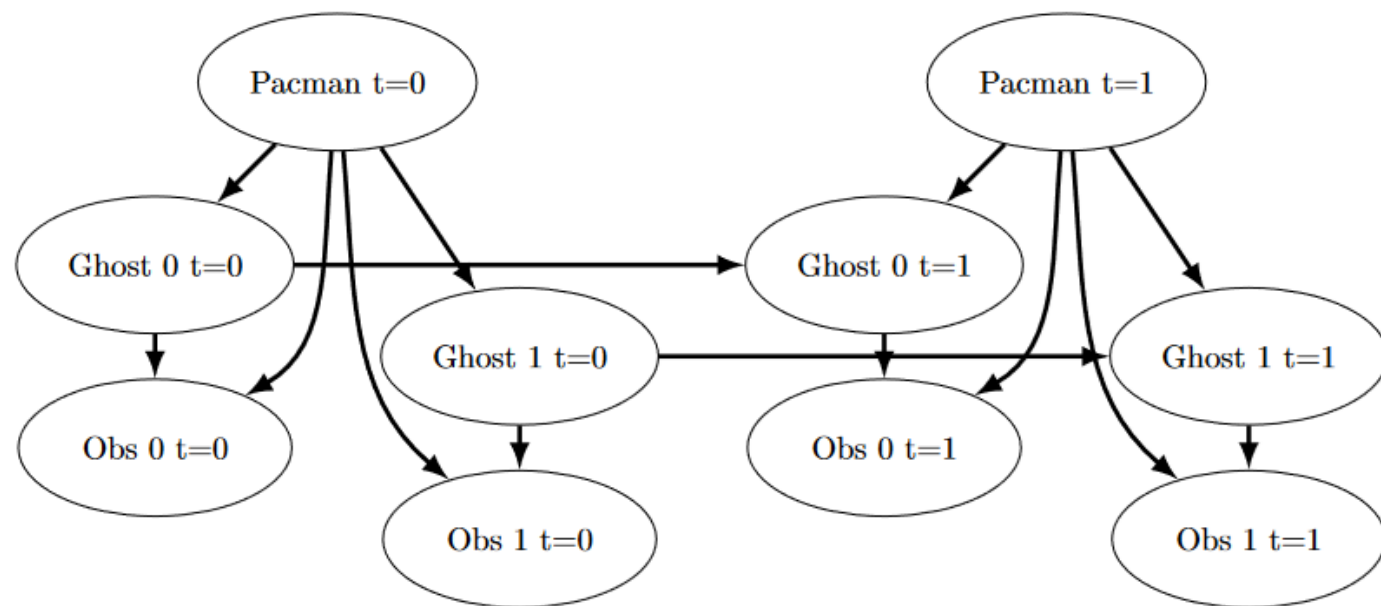 Pacman t=0
Pacman t=1
Ghost 0 t=0
Ghost 0 t=1
Ghost 1 t=0
Ghost 1 t=1
Obs 0 t=0
Obs 0 t=1
Obs 1 t=0
Obs 1 t=1